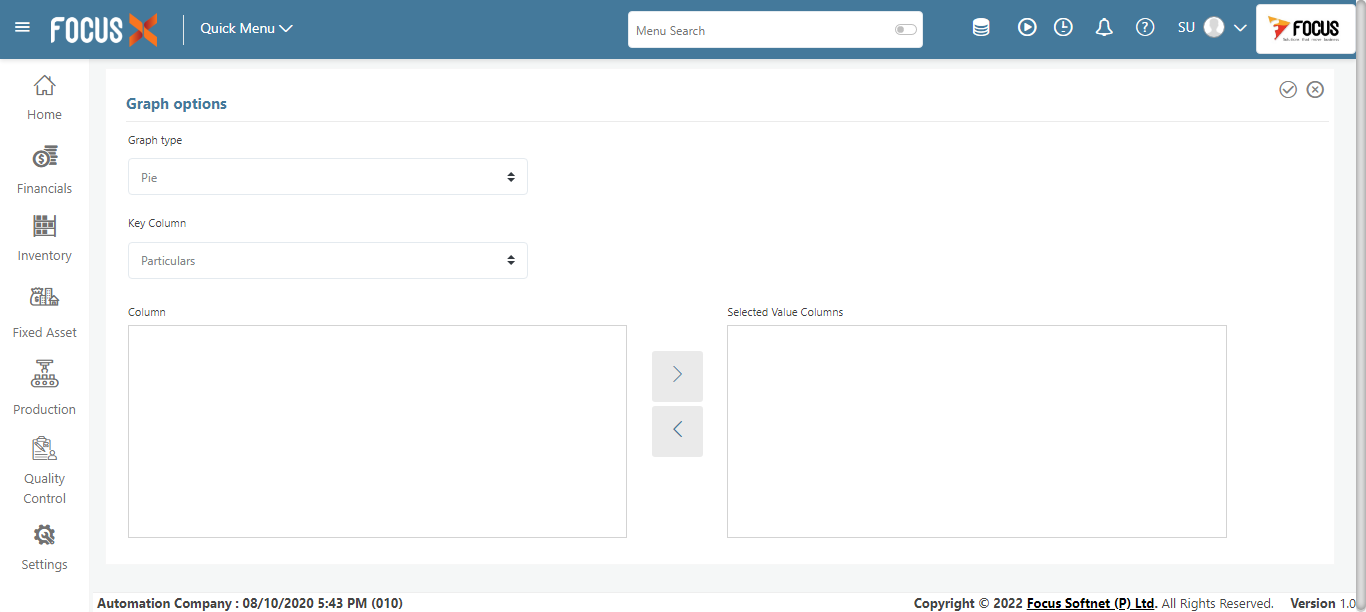 FOCUS X
Quick Menu
Menu Search
SU
FOCUS
Home
Financials
Inventory
Fixed Asset
Production
Quality
Control
Settings
Graph options
Graph type
Pie
Key Column
Particulars
Column
Selected Value Columns
Automation Company : 08/10/2020 5:43 PM (010)
Copyright © 2022 Focus Softnet (P) Ltd. All Rights Reserved. Version 1.0